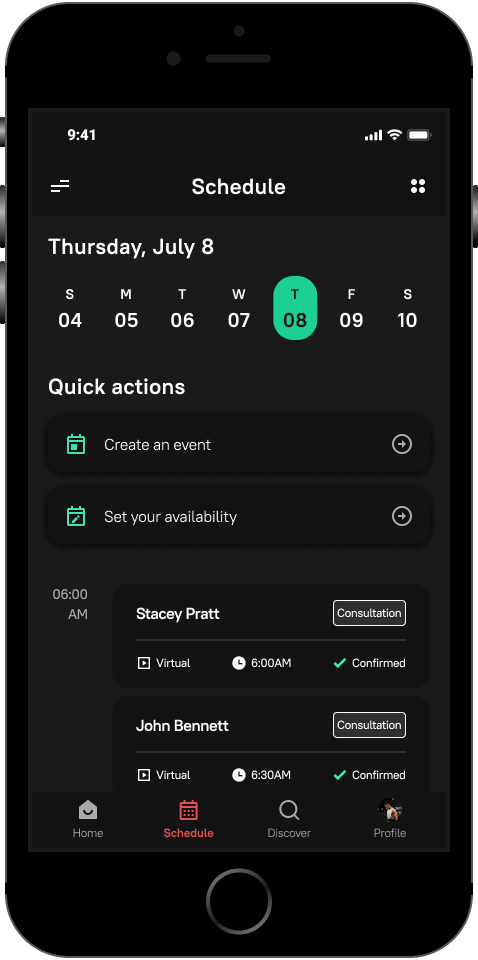 9:41
Schedule
Thursday, July 8
S M T W T F S
04 05 06 07 08 09 10
Quick actions
Create an event
Set your availability
06:00
AM
Stacey Pratt Consultation
Virtual 6:00AM Confirmed
John Bennett Consultation
Virtual 6:30AM Confirmed
Home Schedule Discover Profile